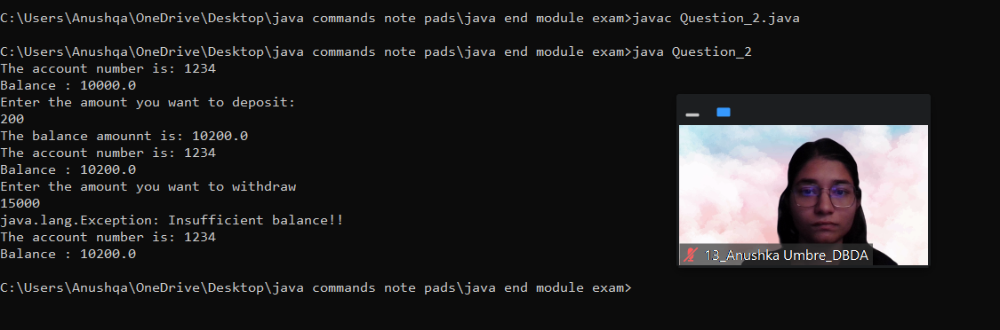 C:\Users\Anushqa\OneDrive\Desktop\java commands note pads\java end module exam>javac Question_2.java
C:\Users\Anushqa\OneDrive\Desktop\java commands note pads\java end module exam>java Question_2
The account number is: 1234
Balance : 10000.0
Enter the amount you want to deposit:
200
The balance amounnt is: 10200.0
The account number is: 1234
Balance : 10200.0
Enter the amount you want to withdraw
15000
java.lang.Exception: Insufficient balance!!
The account number is: 1234
Balance : 10200.0
C:\Users\Anushqa\OneDrive\Desktop\java commands note pads\java end module exam>
13_Anushka Umbre_DBDA